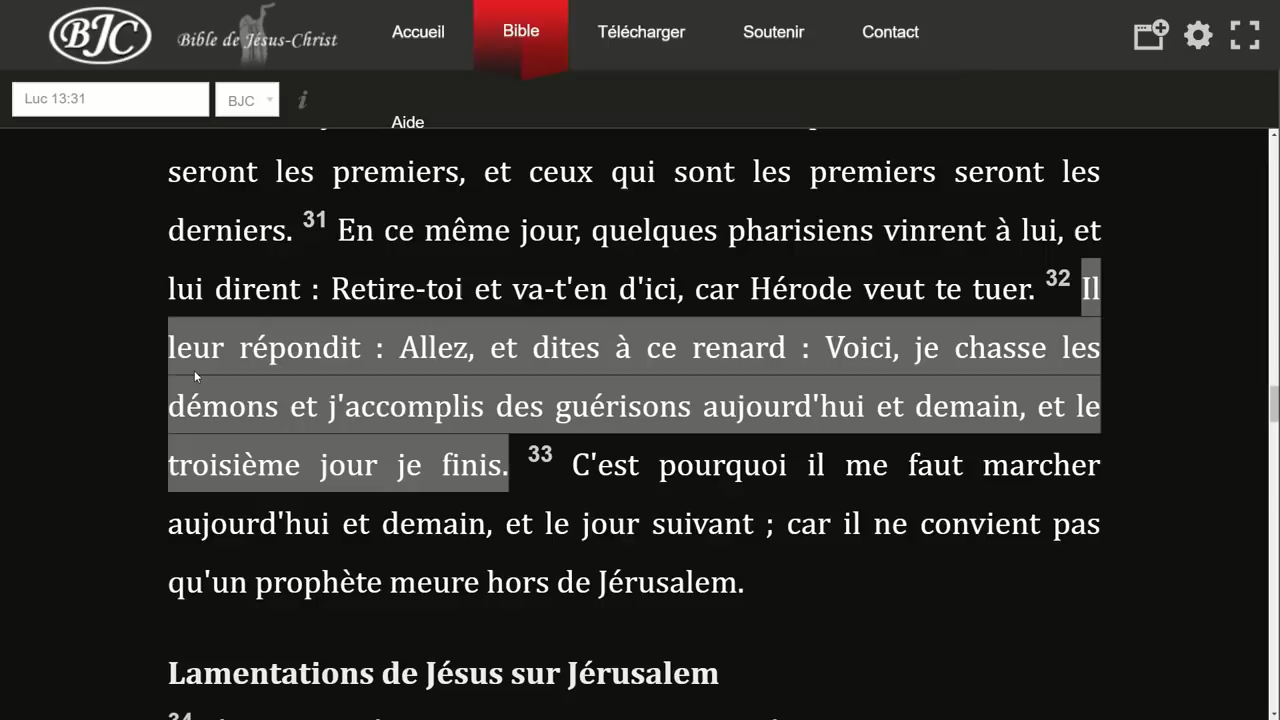 BJC Bible de Jésus-Christ Accueil Bible Télécharger Soutenir Contact
Luc 13:31 BJC i
Aide
seront les premiers, et ceux qui sont les premiers seront les
derniers. 31 En ce même jour, quelques pharisiens vinrent à lui, et
lui dirent : Retire-toi et va-t'en d'ici, car Hérode veut te tuer. 32 Il
leur répondit : Allez, et dites à ce renard : Voici, je chasse les
démons et j'accomplis des guérisons aujourd'hui et demain, et le
troisième jour je finis. 33 C'est pourquoi il me faut marcher
aujourd'hui et demain, et le jour suivant ; car il ne convient pas
qu'un prophète meure hors de Jérusalem.
Lamentations de Jésus sur Jérusalem
34